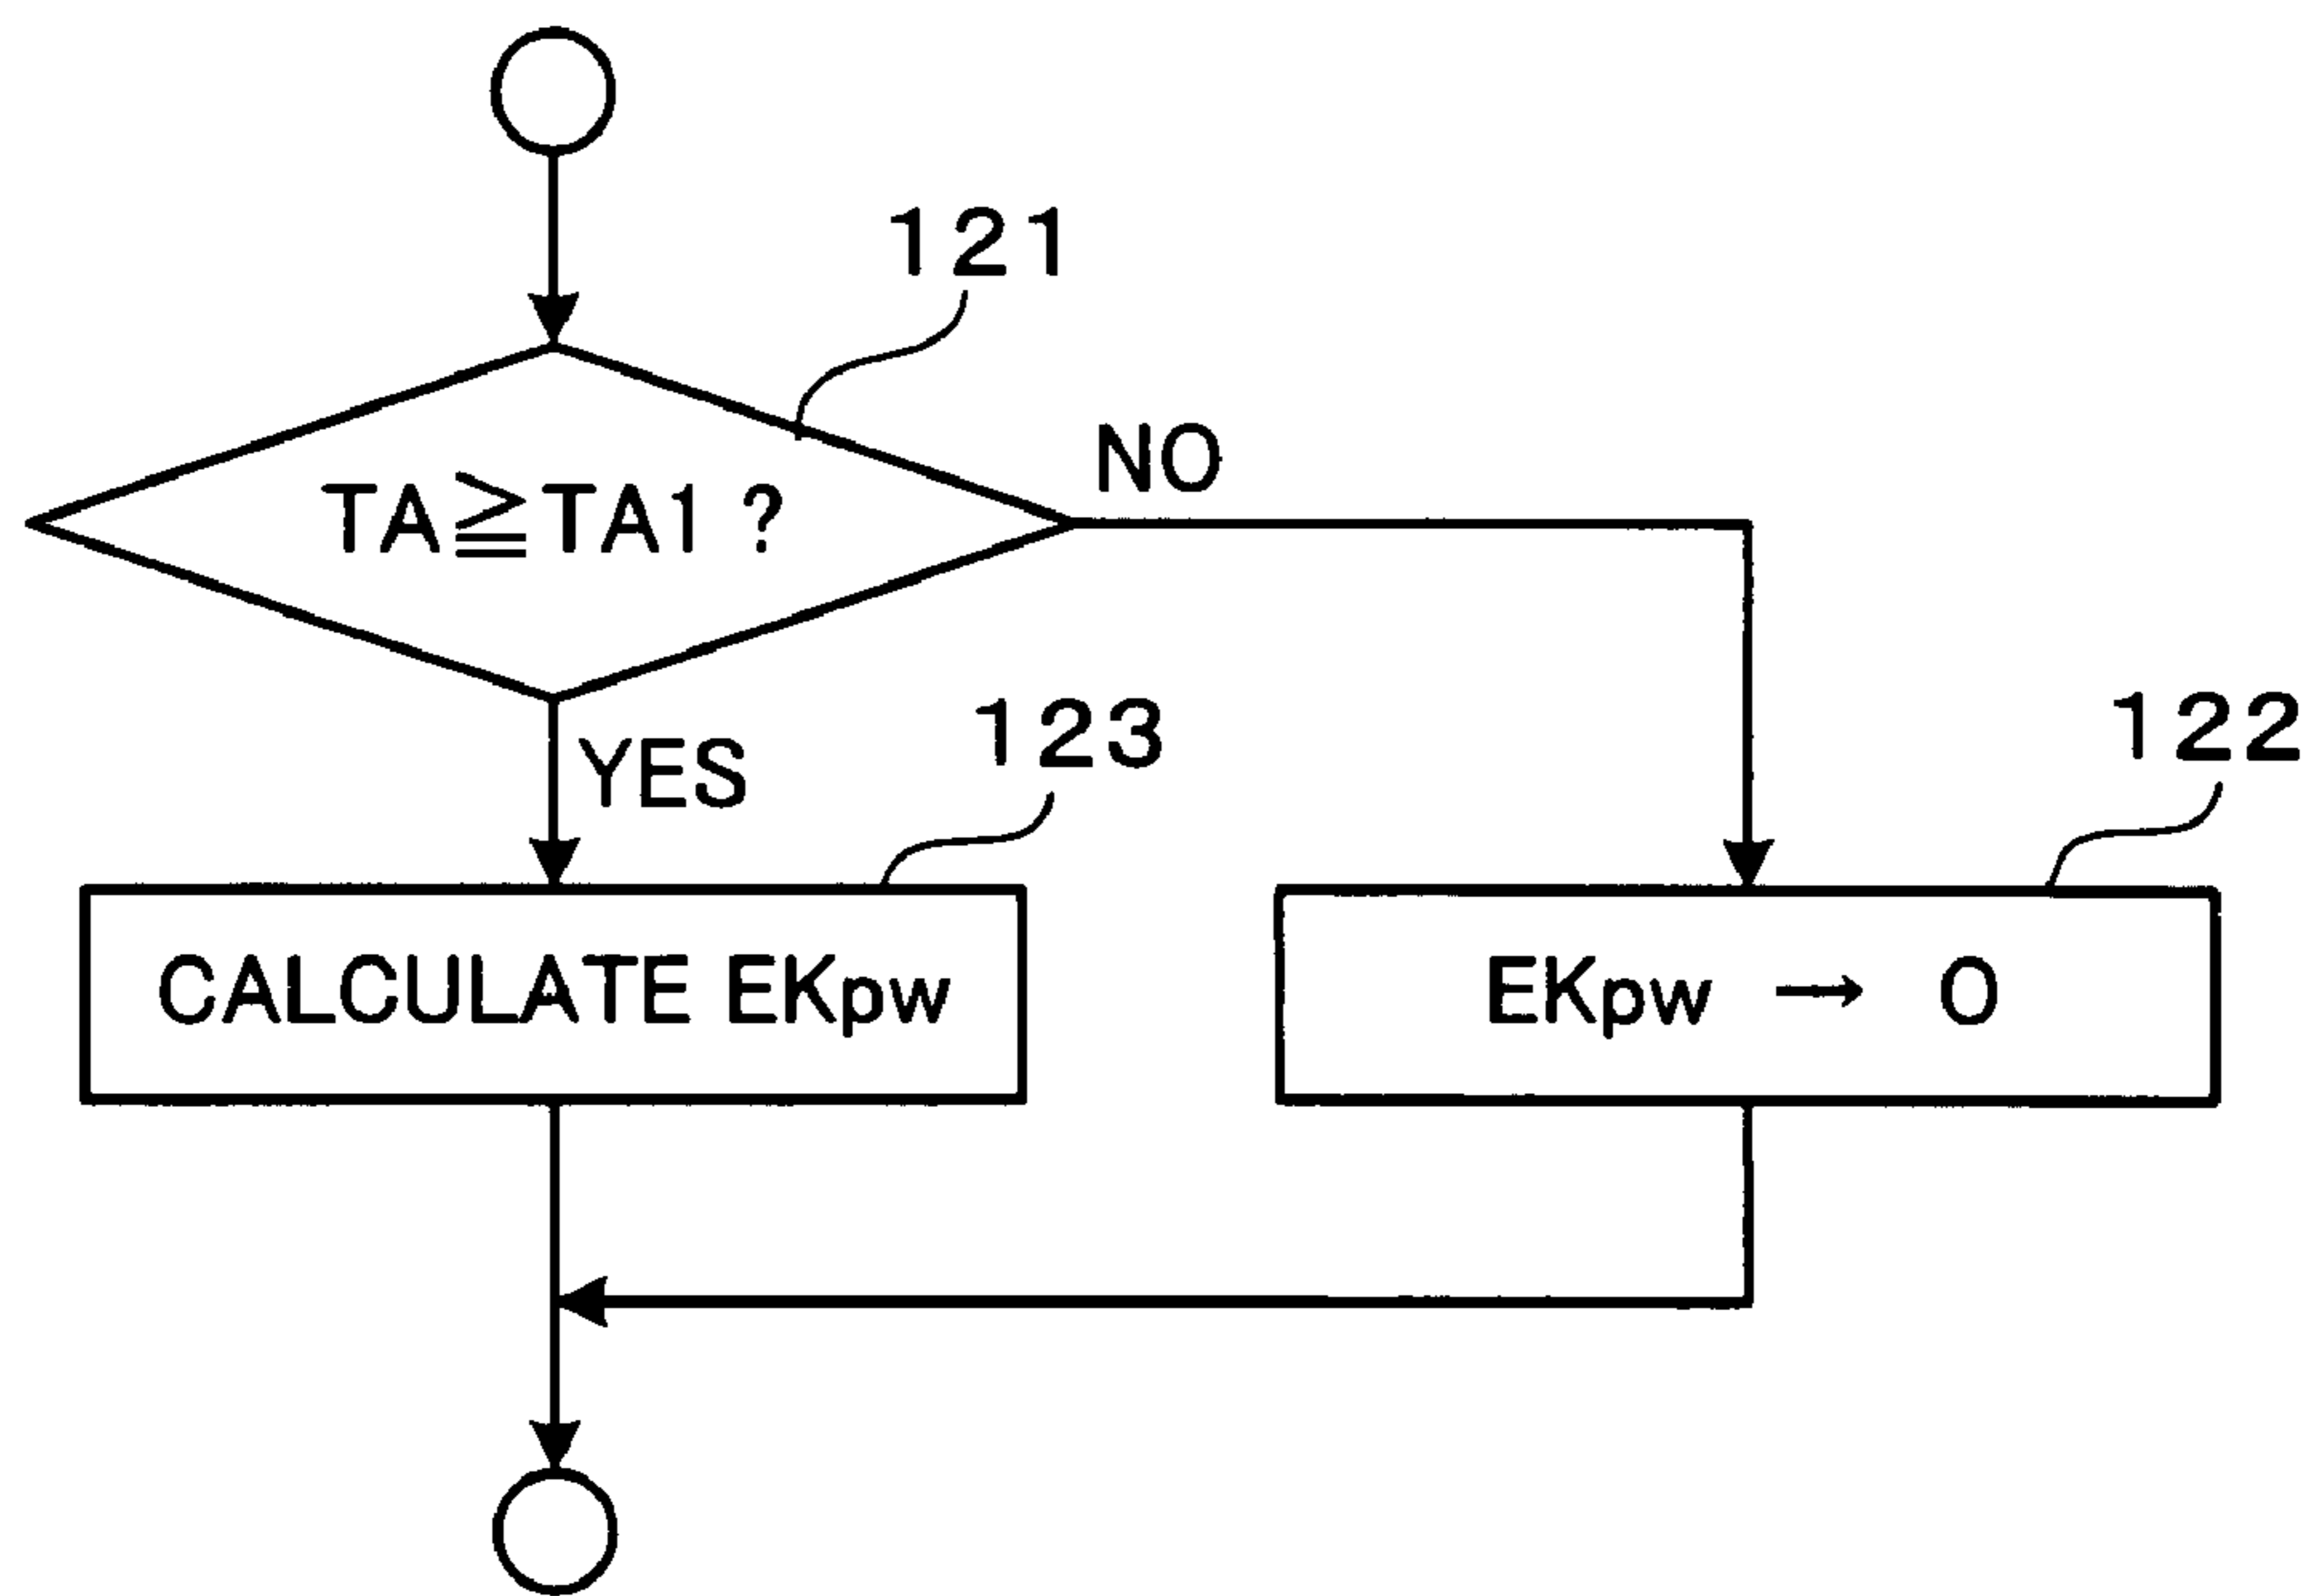 121
TA≧TA1 ?
NO
YES
123
122
CALCULATE EKpw
EKpw → 0